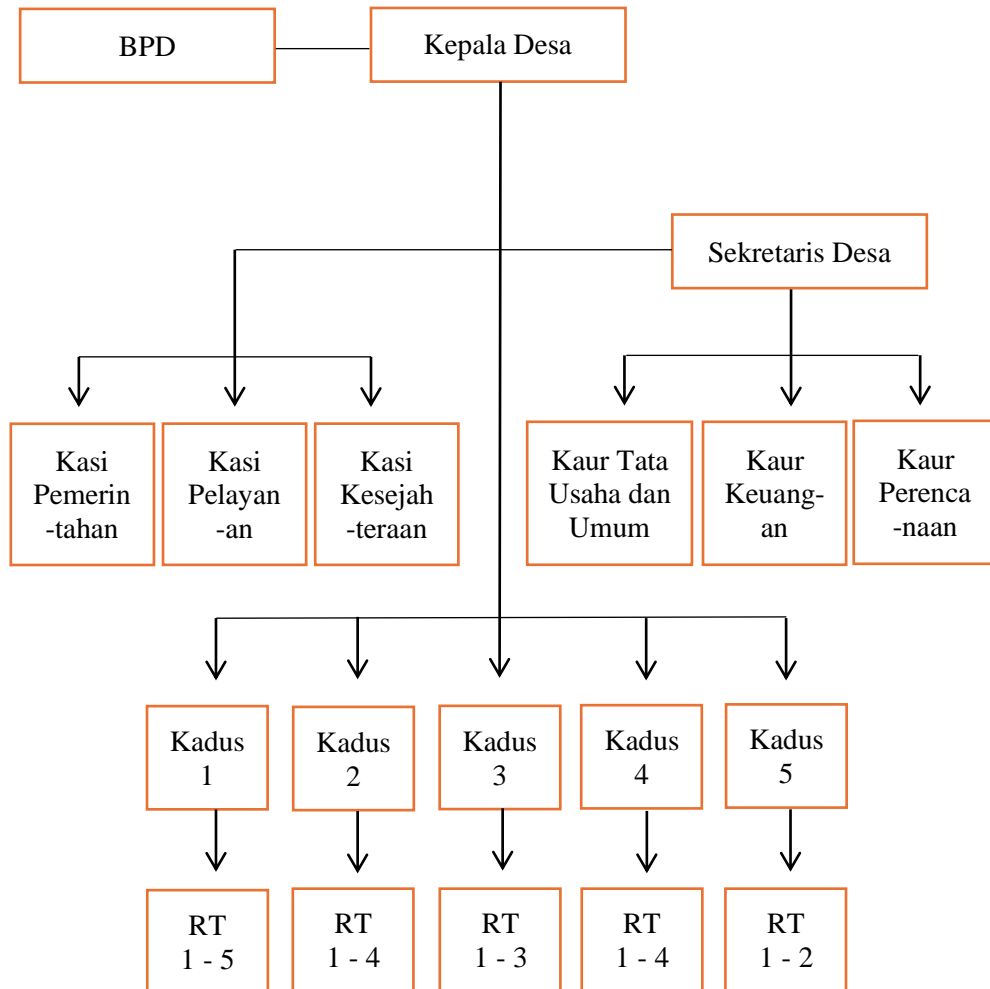 BPD
Kepala Desa
Sekretaris Desa
Kasi
Pemerin
-tahan
Kasi
Pelayan
-an
Kasi
Kesejah
-teraan
Kaur Tata
Usaha dan
Umum
Kaur
Keuang-
an
Kaur
Perenca
-naan
Kadus
1
Kadus
2
Kadus
3
Kadus
4
Kadus
5
RT
1 - 5
RT
1 - 4
RT
1 - 3
RT
1 - 4
RT
1 - 2